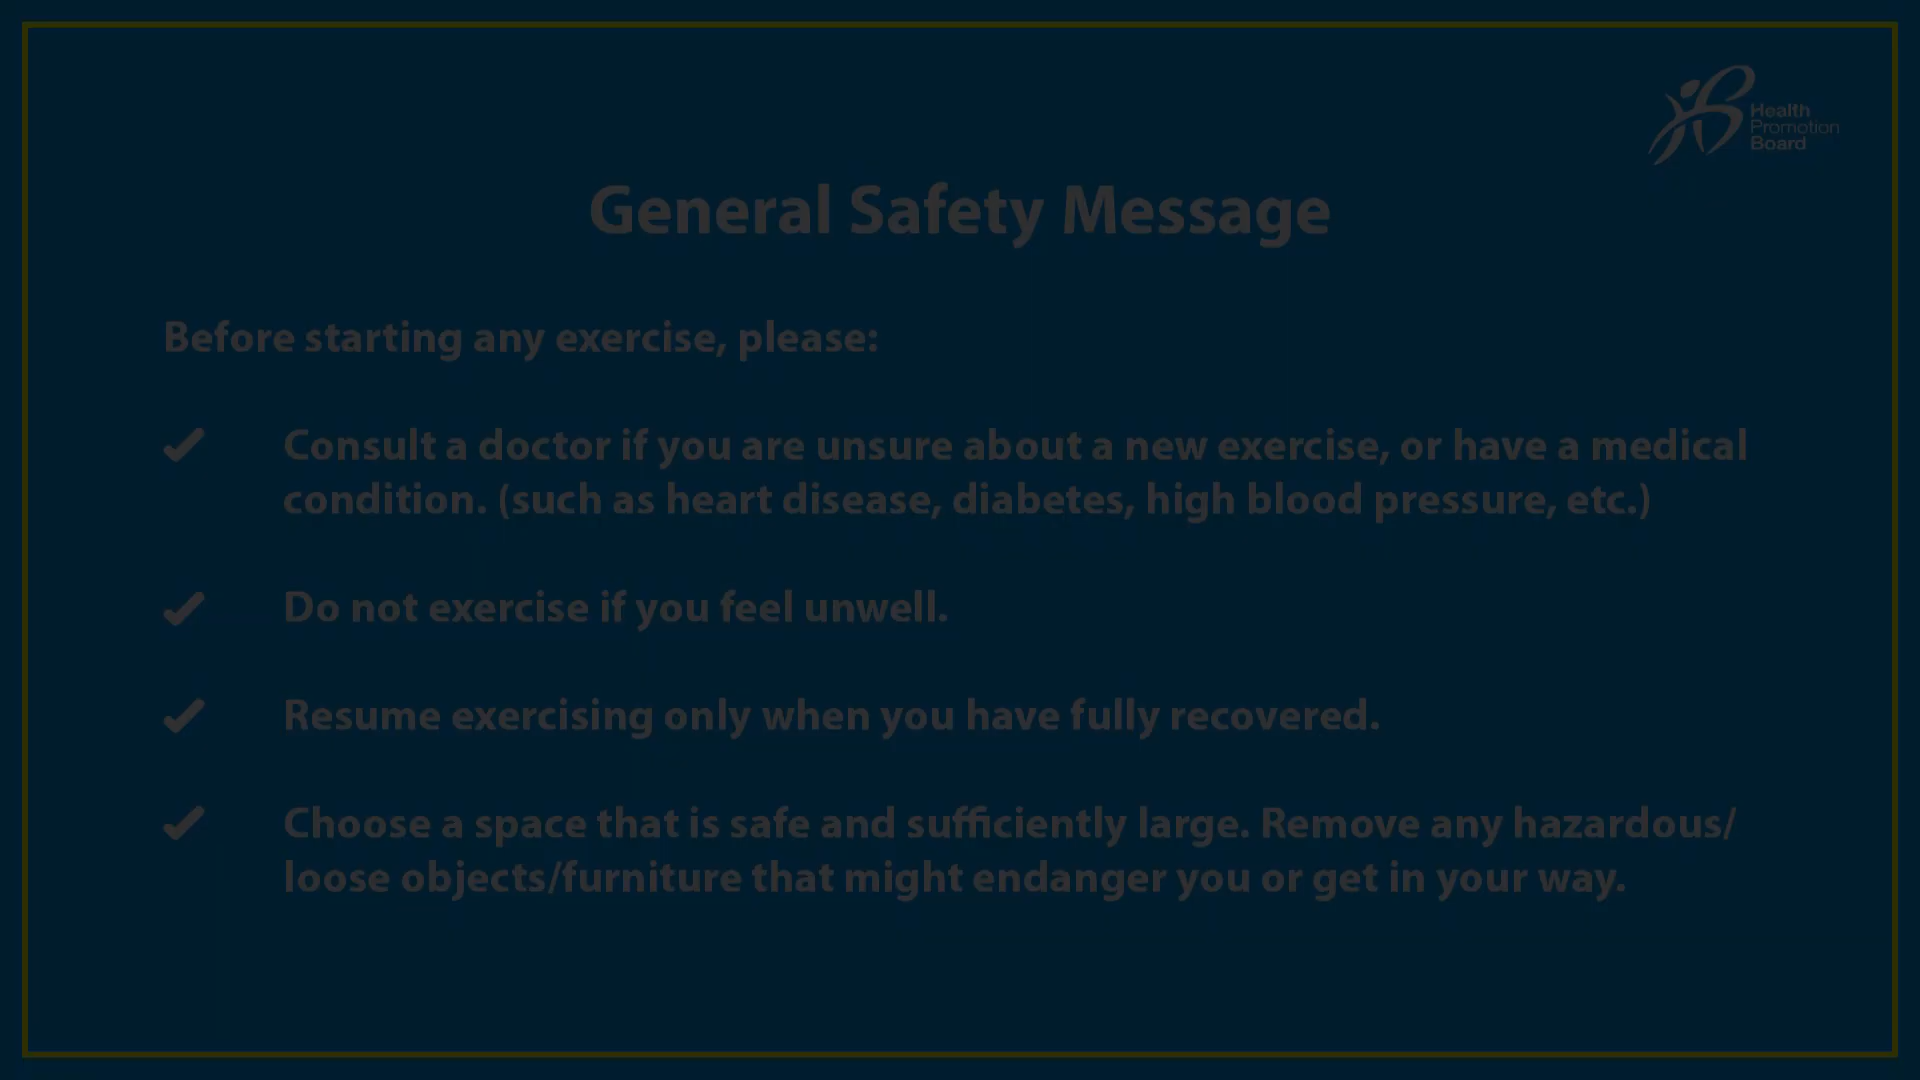 Health
Promotion
Board
General Safety Message
Before starting any exercise, please:
Consult a doctor if you are unsure about a new exercise, or have a medical
condition. (such as heart disease, diabetes, high blood pressure, etc.)
Do not exercise if you feel unwell.
Resume exercising only when you have fully recovered.
Choose a space that is safe and sufficiently large. Remove any hazardous/
loose objects/furniture that might endanger you or get in your way.